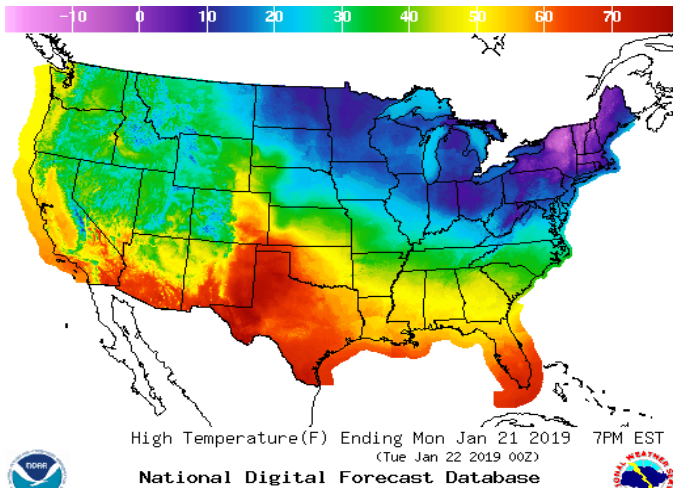 -10 0 10 20 30 40 50 60 70
High Temperature(F) Ending Mon Jan 21 2019 7PM EST
(Tue Jan 22 2019 00Z)
National Digital Forecast Database
NOAA